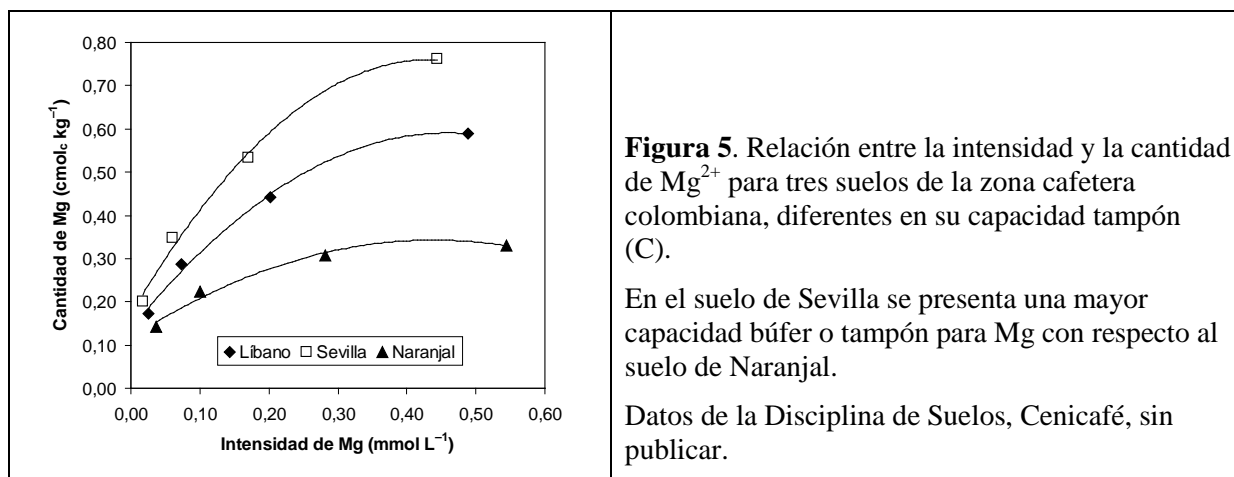 0,80
0,70
0,60
0,50
0,40
0,30
0,20
0,10
0,00
Cantidad de Mg (cmolc kg⁻¹)
Líbano Sevilla Naranjal
0,00 0,10 0,20 0,30 0,40 0,50 0,60
Intensidad de Mg (mmol L⁻¹)
Figura 5. Relación entre la intensidad y la cantidad
de Mg²⁺ para tres suelos de la zona cafetera
colombiana, diferentes en su capacidad tampón
(C).
En el suelo de Sevilla se presenta una mayor
capacidad búfer o tampón para Mg con respecto al
suelo de Naranjal.
Datos de la Disciplina de Suelos, Cenicafé, sin
publicar.